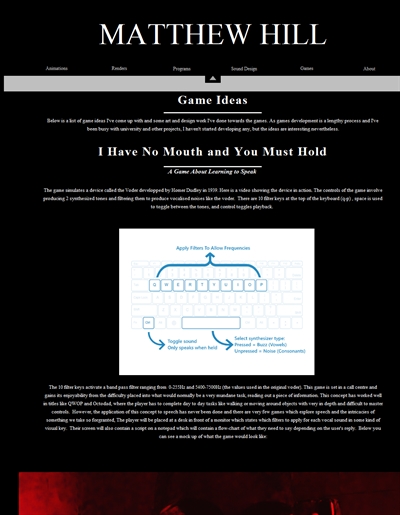 MATTHEW HILL
Animations Renders Programs Sound Design Games About
Game Ideas
Below is a list of game ideas I've come up with and some art and design work I've done towards the games. As games development is a lengthy process and I've
been busy with university and other projects, I haven't started developing any, but the ideas are interesting nevertheless.
I Have No Mouth and You Must Hold
A Game About Learning to Speak
The game simulates a device called the Voder developped by Homer Dudley in 1939. Here is a video showing the device in action. The controls of the game involve
producing 2 synthesized tones and filtering them to produce vocalised noises like the voder. There are 10 filter keys at the top of the keyboard (q-p) , space is used
to toggle between the tones, and control toggles playback.
Apply Filters To Allow Frequencies
Q W E R T Y U I O P
Toggle sound
Only speaks when held
Select synthesizer type:
Pressed = Buzz (Vowels)
Unpressed = Noise (Consonants)
The 10 filter keys activate a band pass filter ranging from 0-225Hz and 5400-7500Hz (the values used in the original voder). This game is set in a call centre and
gains its enjoyability from the difficulty placed into what would normally be a very mundane task, reading out a piece of information. This concept has worked well
in titles like QWOP and Octodad, where the player has to complete day to day tasks like walking or moving around objects with very in depth and difficult to master
controls. However, the application of this concept to speech has never been done and there are very few games which explore speech and the intricacies of
something we take so forgranted. The player will be placed at a desk in front of a monitor which states which filters to apply for each vocal sound in some kind of
visual key. Their screen will also contain a script on a notepad which will contain a flow-chart of what they need to say depending on the user's reply. Below you
can see a mock up of what the game would look like: